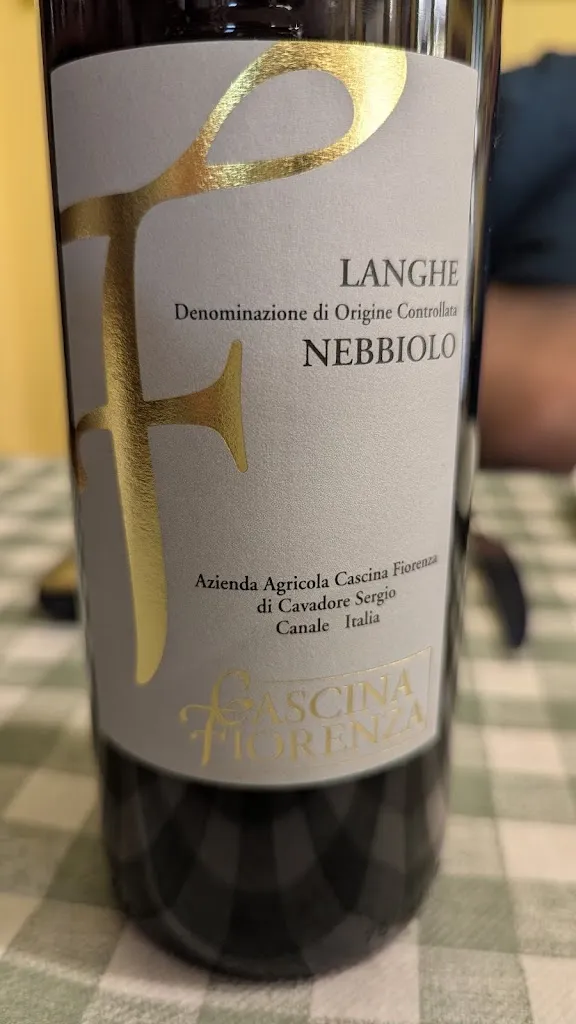 LANGHE
Denominazione di Origine Controllata
NEBBIOLO
Azienda Agricola Cascina Fiorenza
di Cavadore Sergio
Canale Italia
CASCINA
FIORENZA